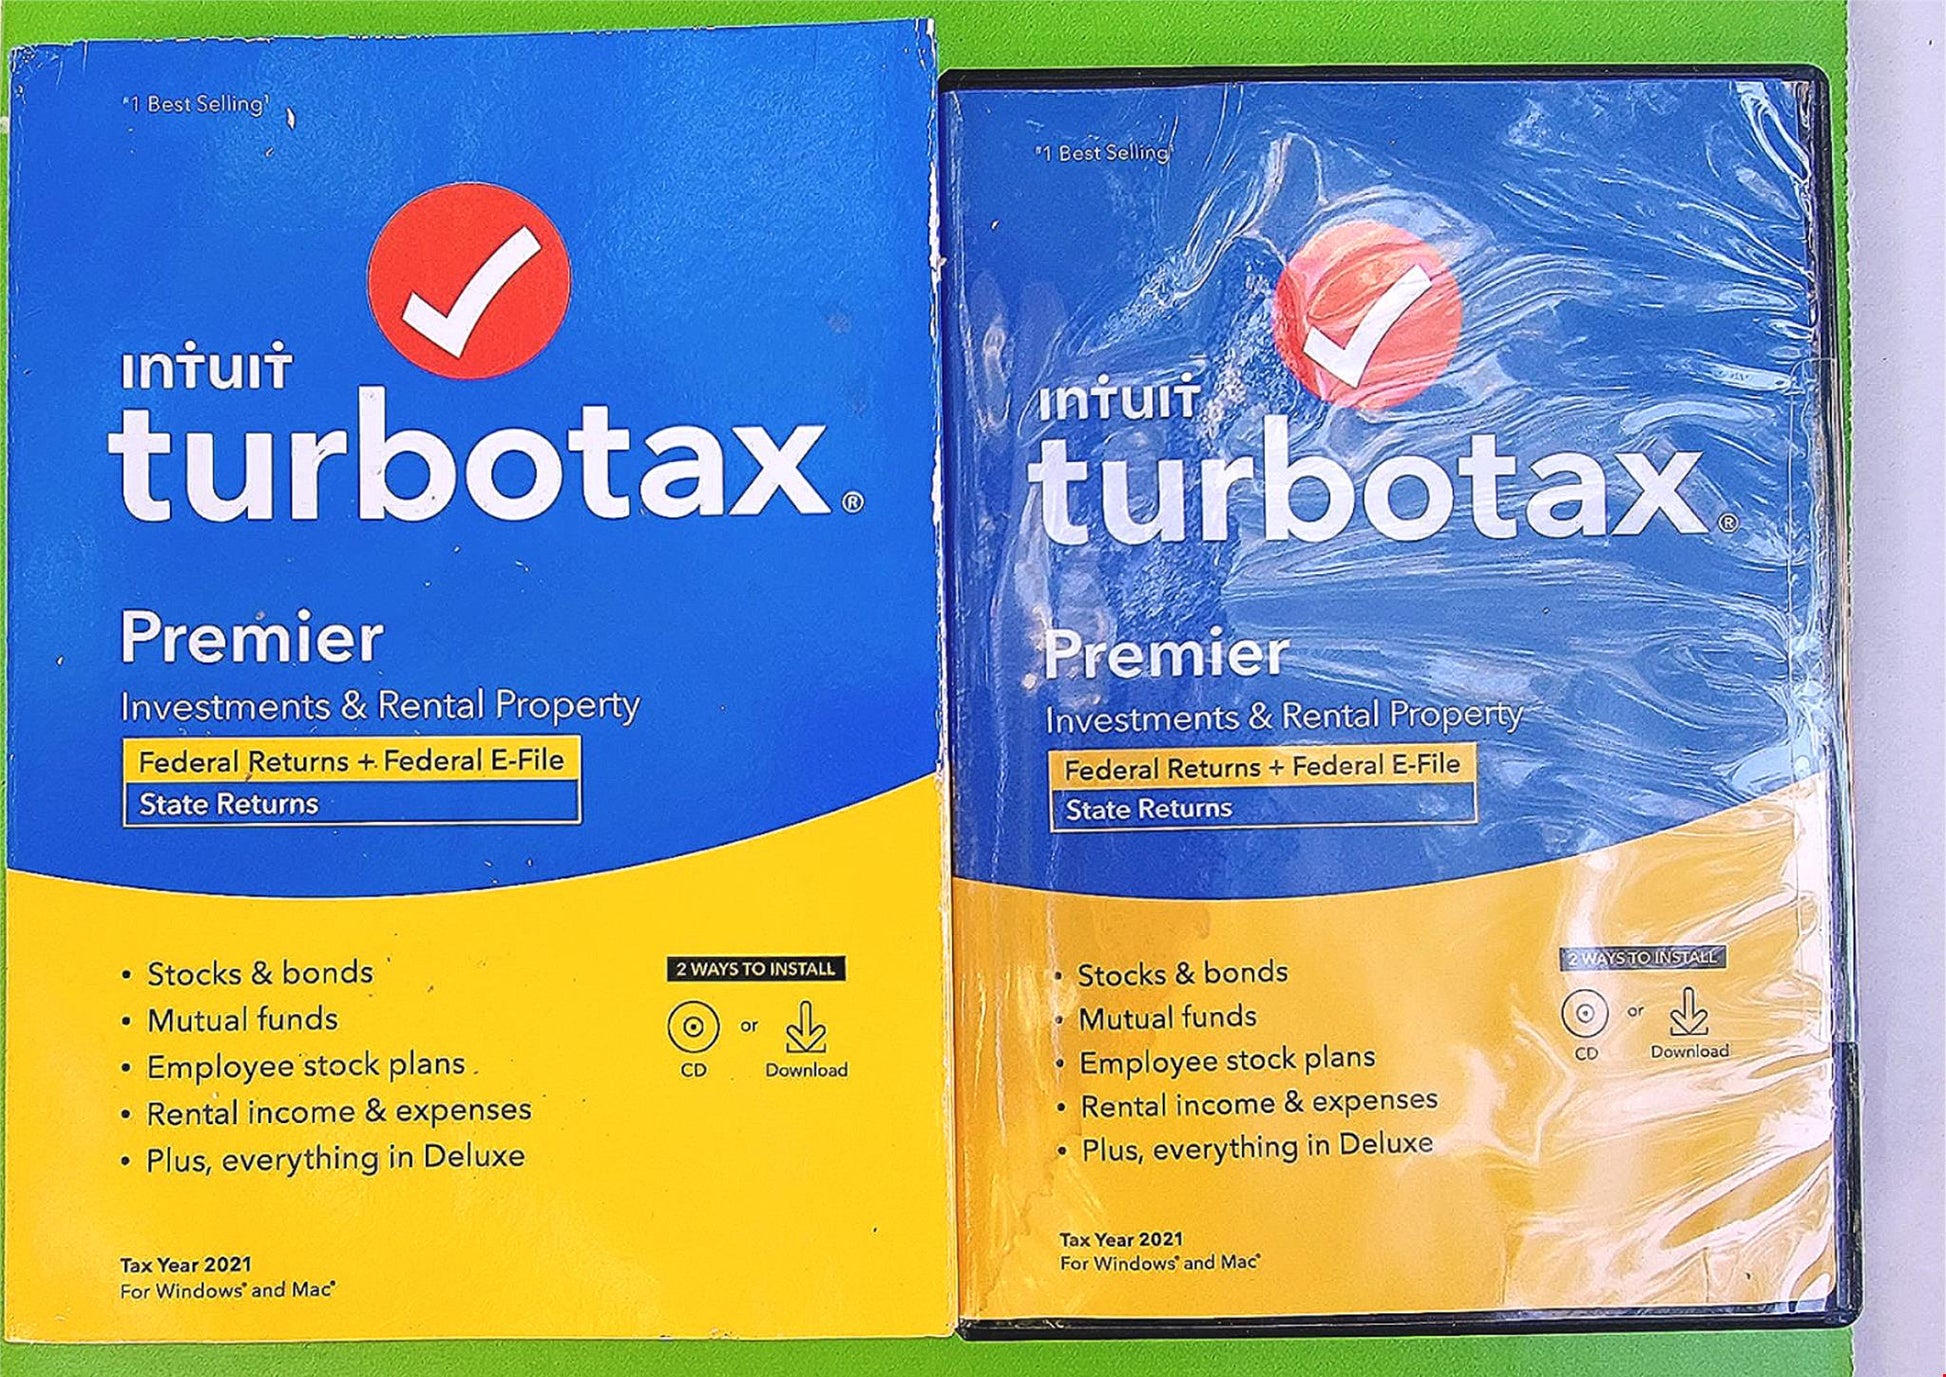 #1 Best Selling¹
INTUIT
turbotax®
Premier
Investments & Rental Property
Federal Returns + Federal E-File
State Returns
• Stocks & bonds
• Mutual funds
• Employee stock plans
• Rental income & expenses
• Plus, everything in Deluxe
2 WAYS TO INSTALL
CD
or
Download
Tax Year 2021
For Windows® and Mac®
#1 Best Selling¹
INTUIT
turbotax®
Premier
Investments & Rental Property
Federal Returns + Federal E-File
State Returns
• Stocks & bonds
• Mutual funds
• Employee stock plans
• Rental income & expenses
• Plus, everything in Deluxe
2 WAYS TO INSTALL
CD
or
Download
Tax Year 2021
For Windows® and Mac®